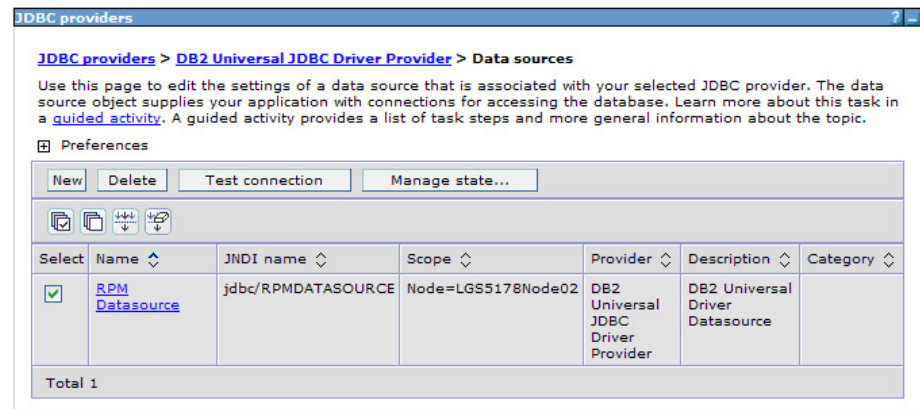 JDBC providers ? -
JDBC providers > DB2 Universal JDBC Driver Provider > Data sources
Use this page to edit the settings of a data source that is associated with your selected JDBC provider. The data
source object supplies your application with connections for accessing the database. Learn more about this task in
a guided activity. A guided activity provides a list of task steps and more general information about the topic.
+ Preferences
New Delete Test connection Manage state...
Select Name JNDI name Scope Provider Description Category
RPM jdbc/RPMDATASOURCE Node=LGS5178Node02 DB2 DB2 Universal
Datasource Universal Driver
JDBC Datasource
Driver
Provider
Total 1